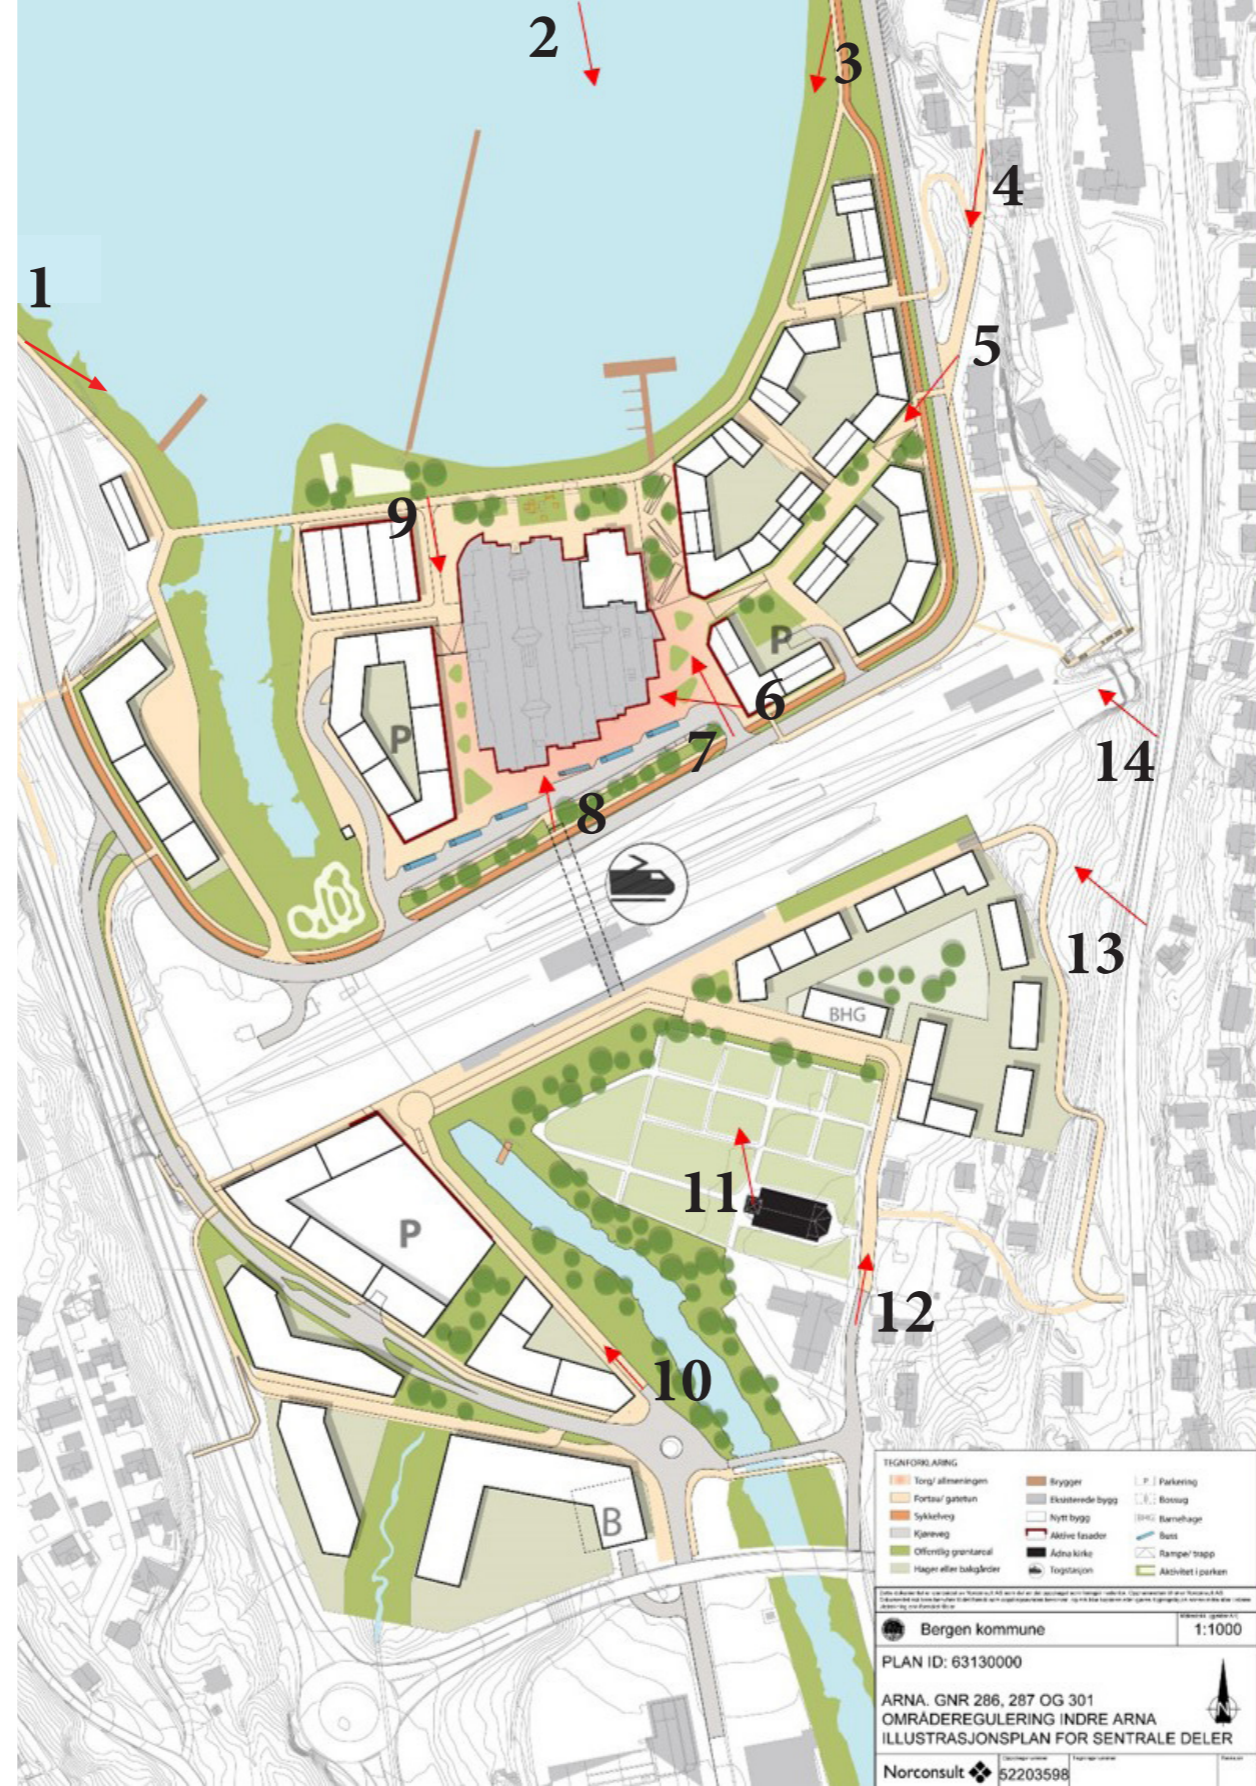 2
3
4
1
5
9
P
6
P
7
14
8
13
BHG
11
P
12
10
B
TEGNFORKLARING
Torg/ allmenningen
Fortau/ gatetun
Sykkelveg
Kjøreveg
Offentlig grøntareal
Hager eller bakgårder
Brygger
Eksisterede bygg
Nytt bygg
Aktive fasader
Ådna kirke
Togstasjon
P Parkering
B Bossug
BHG Barnehage
Buss
Rampe/ trapp
Aktivitet i parken
Bergen kommune
1:1000
PLAN ID: 63130000
ARNA. GNR 286, 287 OG 301
OMRÅDEREGULERING INDRE ARNA
ILLUSTRASJONSPLAN FOR SENTRALE DELER
N
Norconsult
52203598